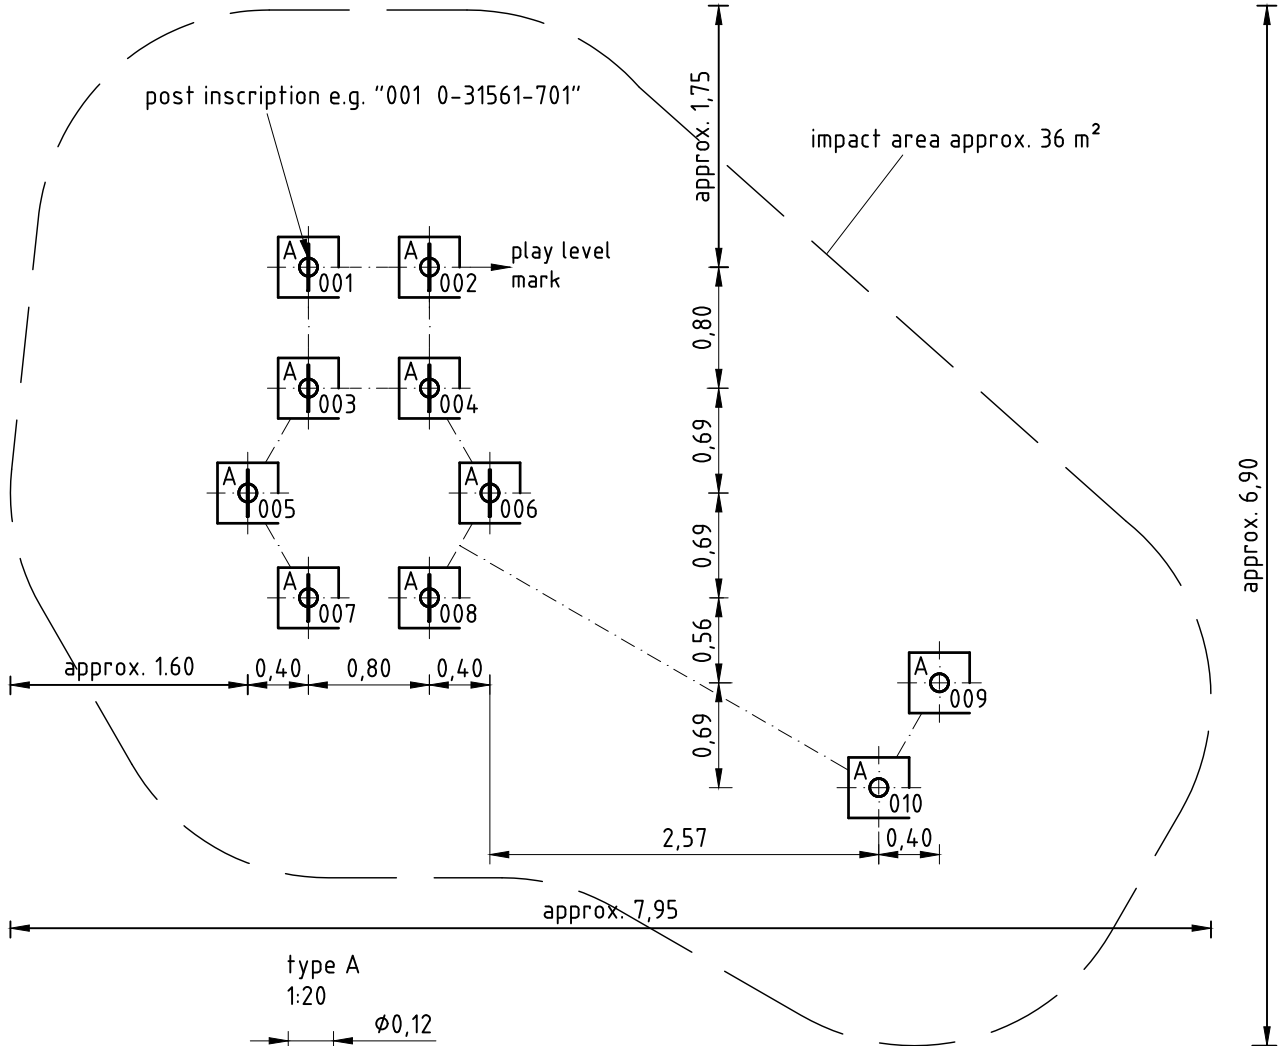 approx. 1,75
post inscription e.g. "001 0-31561-701"
impact area approx. 36 m²
A
001
A
002
play level
mark
0,80
A
003
A
004
0,69
A
005
A
006
approx. 6,90
0,69
A
007
A
008
0,56
approx. 1.60
0,40
0,80
0,40
A
009
0,69
A
010
2,57
0,40
approx. 7,95
type A
1:20
Ø0,12